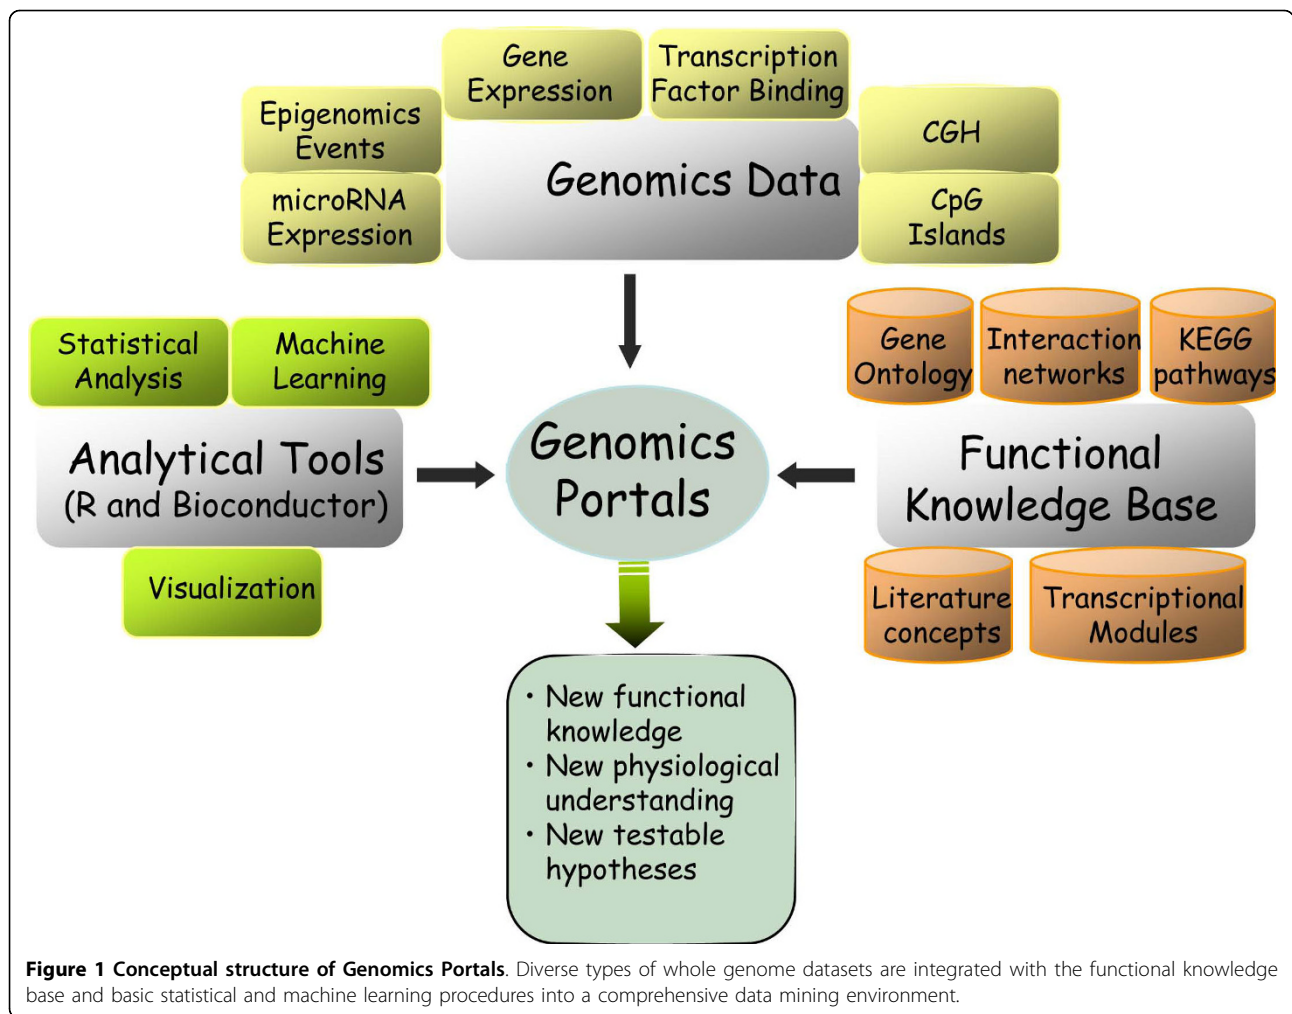 Gene
Expression
Transcription
Factor Binding
Epigenomics
Events
CGH
Genomics Data
microRNA
Expression
CpG
Islands
Statistical
Analysis
Machine
Learning
Gene
Ontology
Interaction
networks
KEGG
pathways
Analytical Tools
(R and Bioconductor)
Genomics
Portals
Functional
Knowledge Base
Visualization
Literature
concepts
Transcriptional
Modules
• New functional
knowledge
• New physiological
understanding
• New testable
hypotheses
Figure 1 Conceptual structure of Genomics Portals. Diverse types of whole genome datasets are integrated with the functional knowledge
base and basic statistical and machine learning procedures into a comprehensive data mining environment.